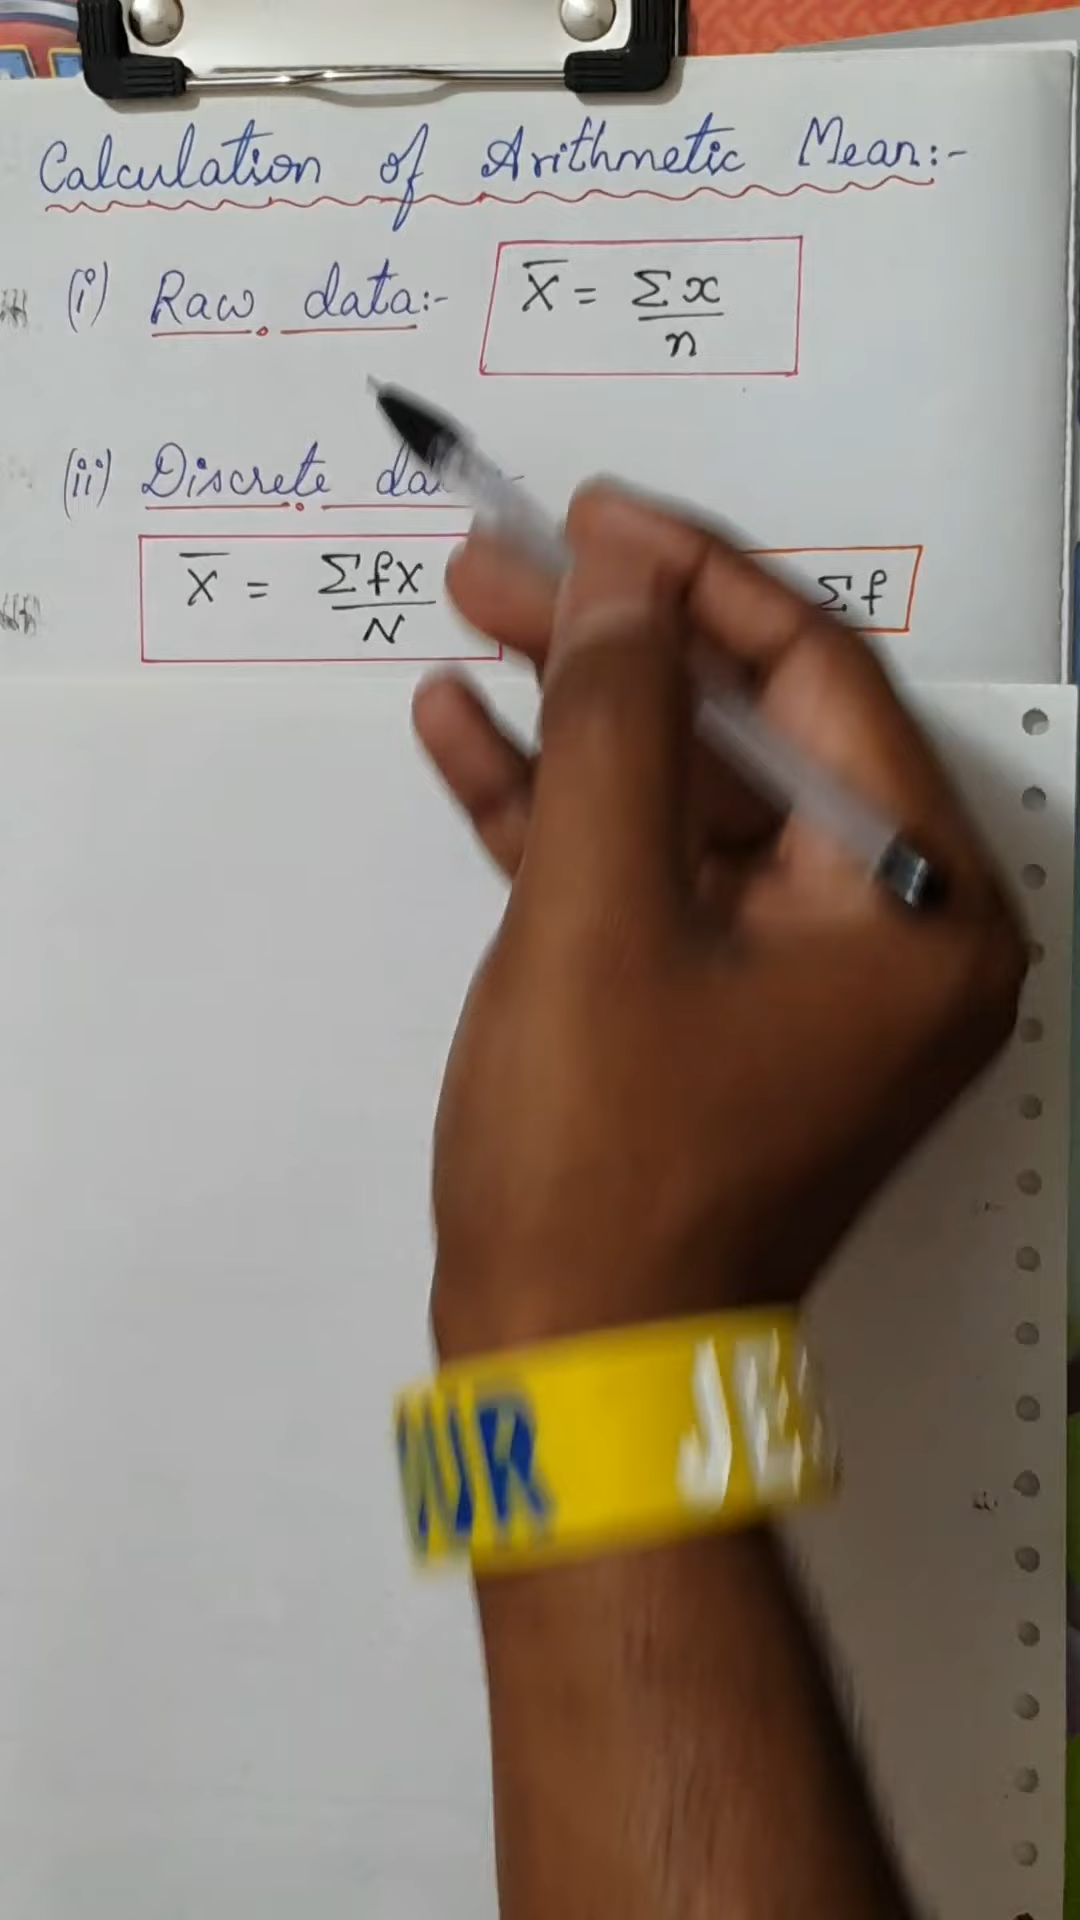 Calculation of Arithmetic Mean:-
(i) Raw data:- X̄ = Σx/n
(ii) Discrete
X̄ = ΣfX/N Σf